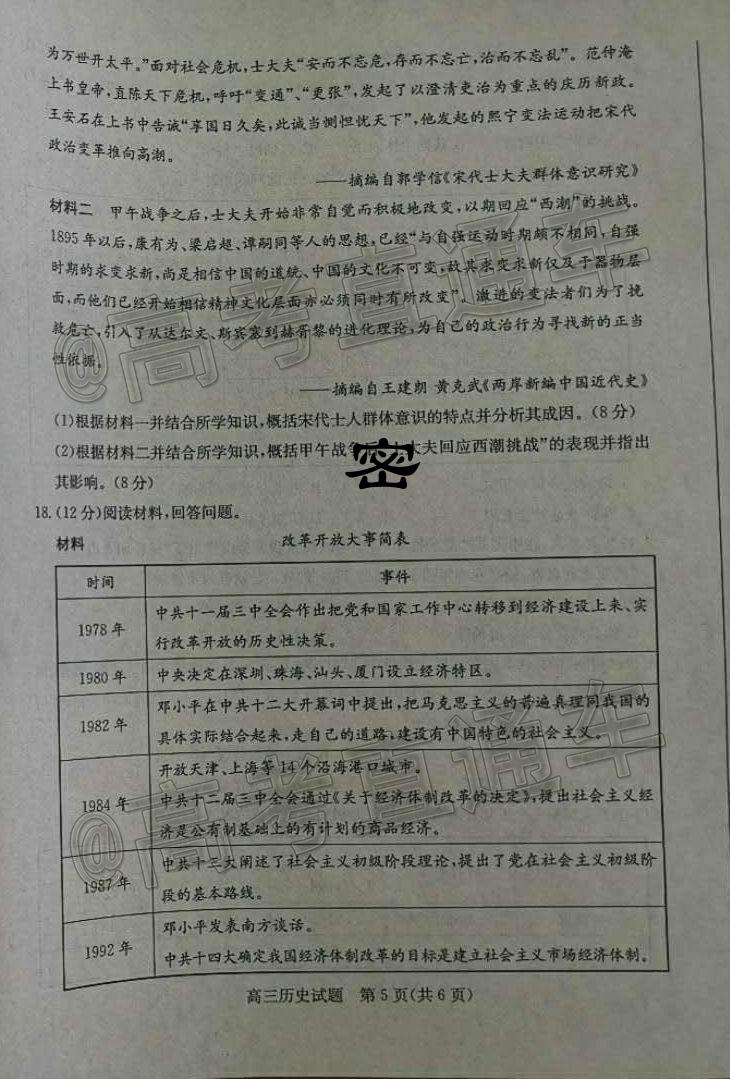 为万世开太平。”面对社会危机,士大夫“安而不忘危,存而不忘亡,治而不忘乱”。范仲淹
上书皇帝,直陈天下危机,呼吁“变通”、“更张”,发起了以澄清吏治为重点的庆历新政。
王安石在上书中告诫“享国日久矣,此诚当恻怛忧天下”,他发起的熙宁变法运动把宋代
政治变革推向高潮。
——摘编自郭学信《宋代士大夫群体意识研究》
材料二 甲午战争之后,士大夫开始非常自觉而积极地改变,以期回应“西潮”的挑战。
1895年以后,康有为、梁启超、谭嗣同等人的思想,已经“与自强运动时期颇不相同,自强
时期的求变求新,尚是相信中国的道统、中国的文化不可变,故其求变求新仅及于器物层
面,而他们已经开始相信精神文化层面亦必须同时有所改变”。激进的变法者们为了挽
救危亡,引入了从达尔文、斯宾塞到赫胥黎的进化理论,为自己的政治行为寻找新的正当
性依据。
——摘编自王建朗 黄克武《两岸新编中国近代史》
(1)根据材料一并结合所学知识,概括宋代士人群体意识的特点并分析其成因。(8分)
(2)根据材料二并结合所学知识,概括甲午战争 大夫回应西潮挑战”的表现并指出
密
其影响。(8分)
18.(12分)阅读材料,回答问题。
材料 改革开放大事简表
时间 事件
1978年 中共十一届三中全会作出把党和国家工作中心转移到经济建设上来、实
行改革开放的历史性决策。
1980年 中央决定在深圳、珠海、汕头、厦门设立经济特区。
1982年 邓小平在中共十二大开幕词中提出,把马克思主义的普遍真理同我国的
具体实际结合起来,走自己的道路,建设有中国特色的社会主义。
1984年 开放天津、上海等14个沿海港口城市。
中共十二届三中全会通过《关于经济体制改革的决定》,提出社会主义经
济是公有制基础上的有计划的商品经济。
1987年 中共十三大阐述了社会主义初级阶段理论,提出了党在社会主义初级阶
段的基本路线。
1992年 邓小平发表南方谈话。
中共十四大确定我国经济体制改革的目标是建立社会主义市场经济体制。
高三历史试题 第5页(共6页)
@高考直通车
@高考直通车